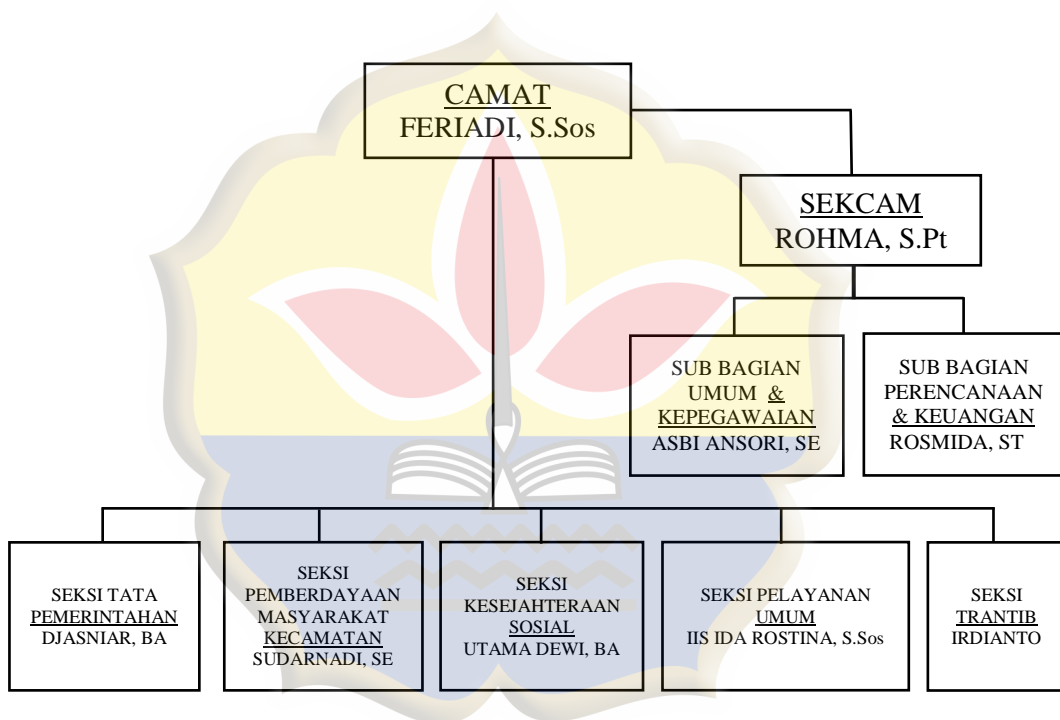 CAMAT
FERIADI, S.Sos
SEKCAM
ROHMA, S.Pt
SUB BAGIAN
UMUM &
KEPEGAWAIAN
ASBI ANSORI, SE
SUB BAGIAN
PERENCANAAN
& KEUANGAN
ROSMIDA, ST
SEKSI TATA
PEMERINTAHAN
DJASNIAR, BA
SEKSI
PEMBERDAYAAN
MASYARAKAT
KECAMATAN
SUDARNADI, SE
SEKSI
KESEJAHTERAAN
SOSIAL
UTAMA DEWI, BA
SEKSI PELAYANAN
UMUM
IIS IDA ROSTINA, S.Sos
SEKSI
TRANTIB
IRDIANTO